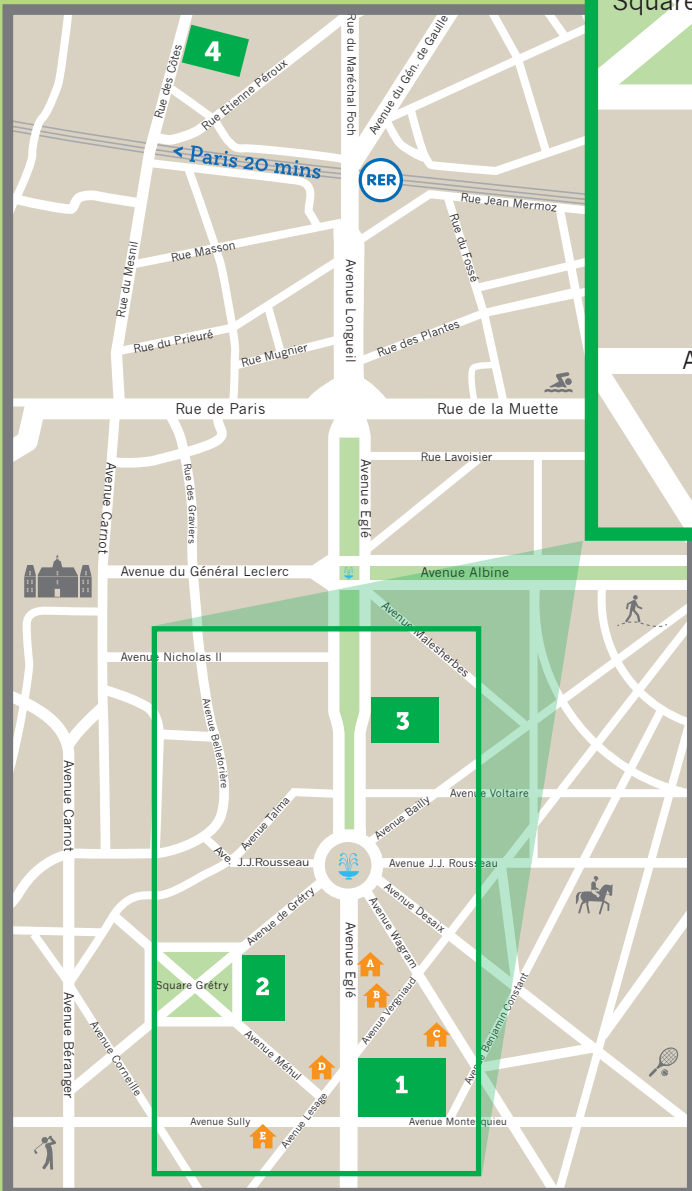 Square
4
Rue des Côtes
Rue Etienne Péroux
Rue du Maréchal Foch
Avenue du Gén. de Gaulle
< Paris 20 mins
RER
Rue Jean Mermoz
Rue Masson
Rue du Fossé
Rue du Mesnil
Avenue Longueil
Rue du Prieuré
Rue Mugnier
Rue des Plantes
A
Rue de Paris
Rue de la Muette
Rue Lavoisier
Avenue Carnot
Rue des Graviers
Avenue Eglé
Avenue du Général Leclerc
Avenue Albine
Avenue Malesherbes
Avenue Nicholas II
Avenue Belleforière
3
Avenue Carnot
Avenue Talma
Avenue Bailly
Avenue Voltaire
Ave. J.J.Rousseau
Avenue J.J. Rousseau
Avenue de Grétry
Avenue Desaix
Avenue Wagram
Avenue Eglé
A
Square Grétry
2
B
Avenue Vergniaud
Avenue Benjamin Constant
C
Avenue Béranger
Avenue Corneille
Avenue Méhul
D
1
Avenue Sully
Avenue Lesage
E
Avenue Montesquieu